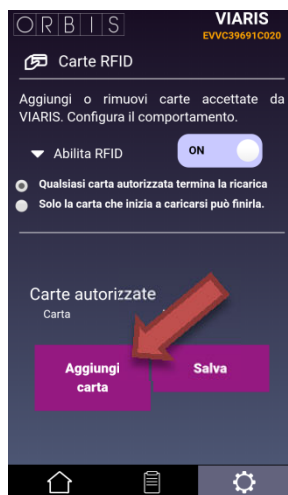 ORBIS
VIARIS
EVVC39691C020
Carte RFID
Aggiungi o rimuovi carte accettate da
VIARIS. Configura il comportamento.
Abilita RFID
ON
Qualsiasi carta autorizzata termina la ricarica
Solo la carta che inizia a caricarsi può finirla.
Carte autorizzate
Carta
Aggiungi
carta
Salva